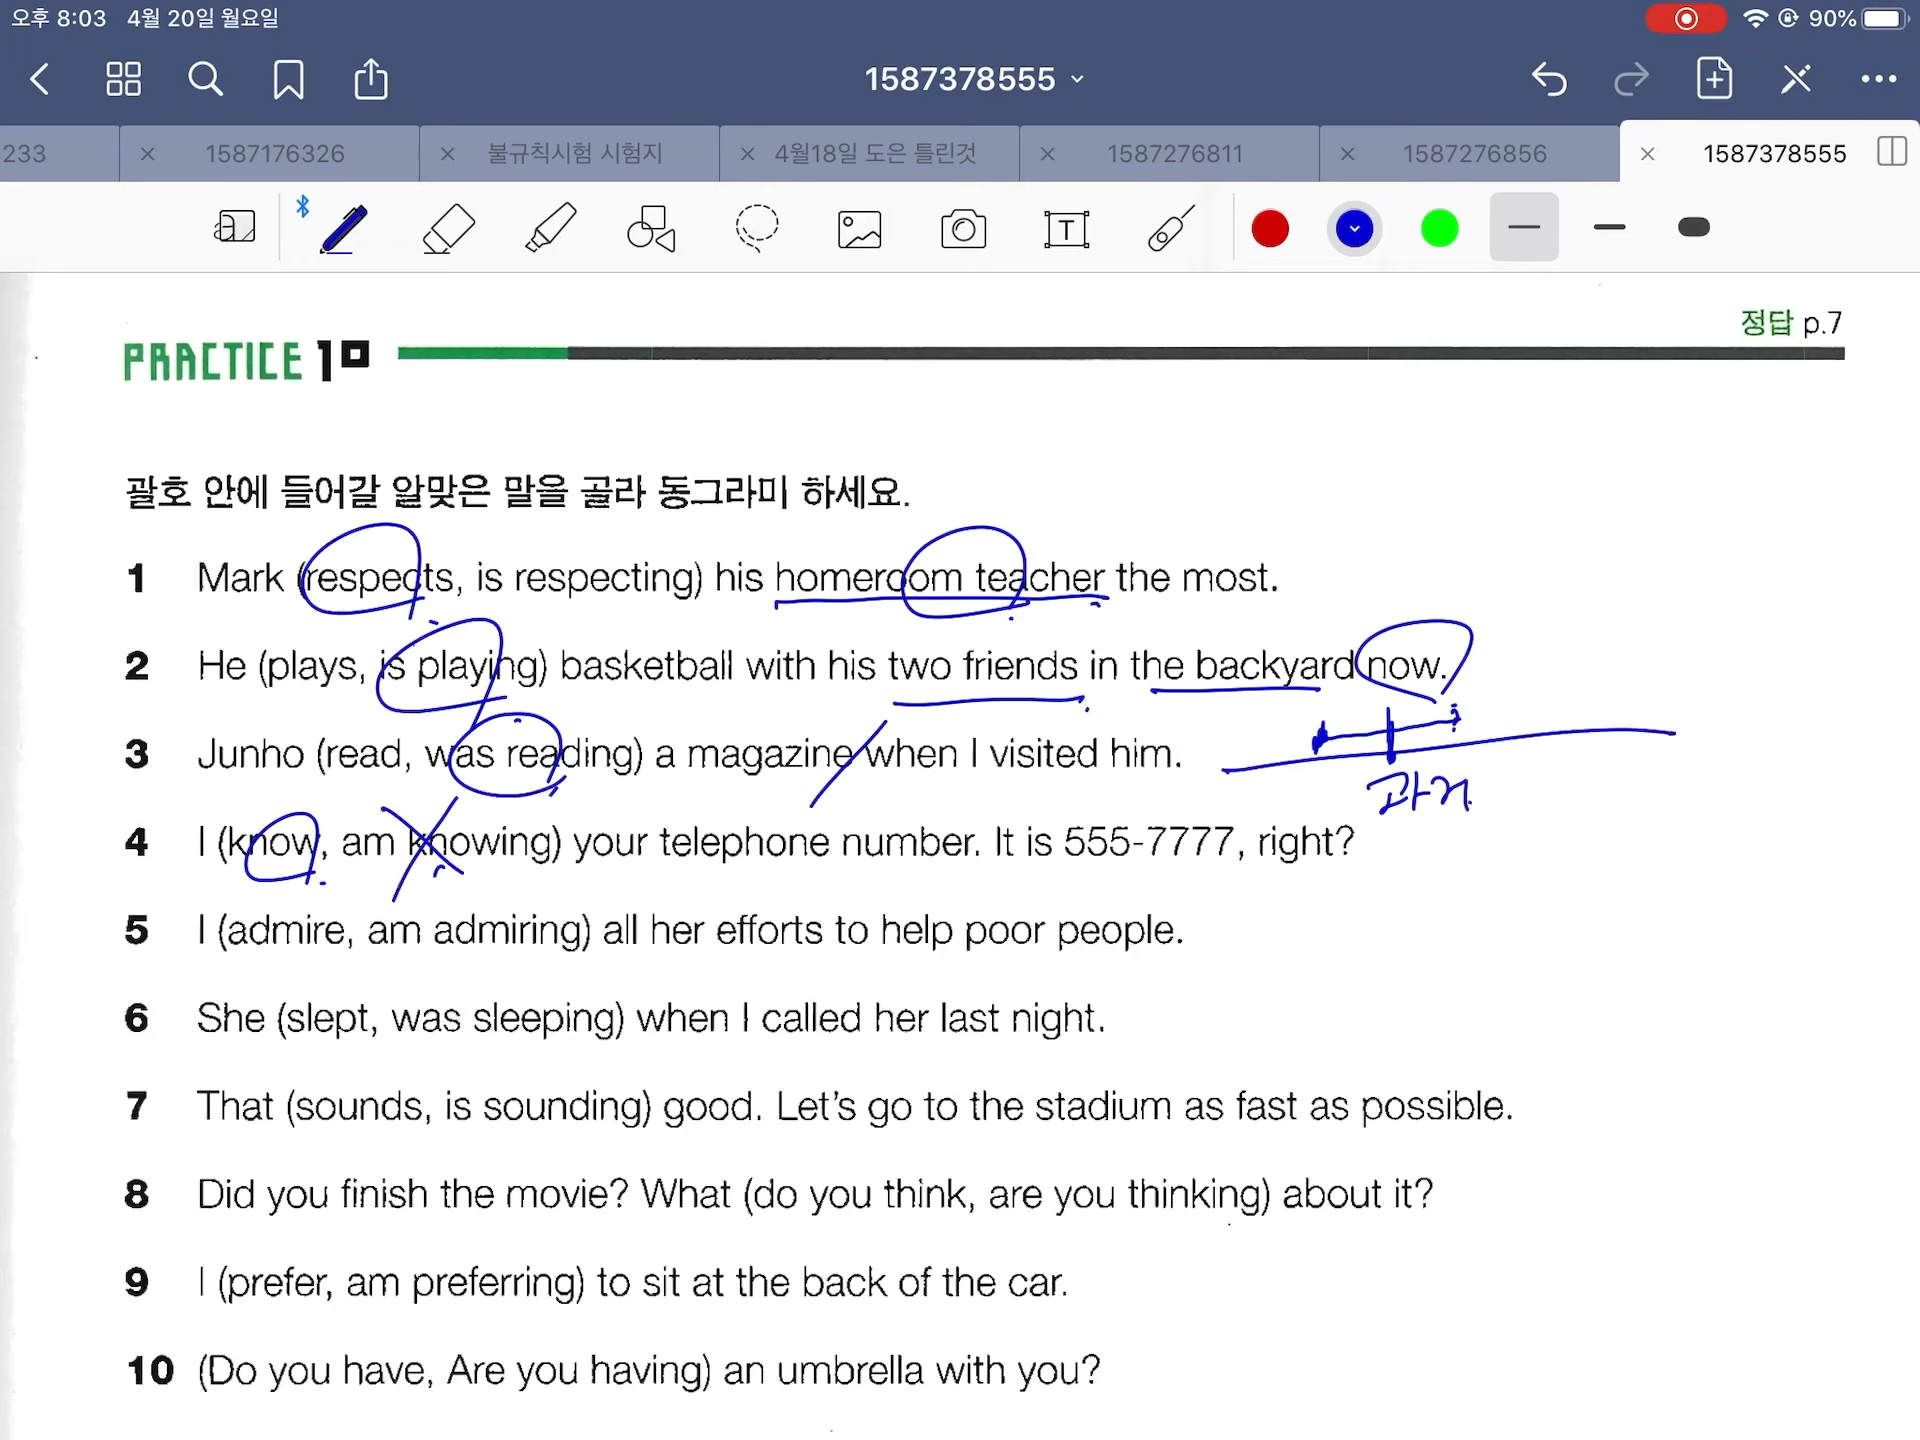 오후 8:03 4월 20일 월요일 90%
1587378555
233 1587176326 불규칙시험 시험지 4월18일 도은 틀린것 1587276811 1587276856 1587378555
정답 p.7
PRACTICE 10
괄호 안에 들어갈 알맞은 말을 골라 동그라미 하세요.
1 Mark (respects, is respecting) his homeroom teacher the most.
2 He (plays, is playing) basketball with his two friends in the backyard now.
3 Junho (read, was reading) a magazine when I visited him.
과거
4 I (know, am knowing) your telephone number. It is 555-7777, right?
5 I (admire, am admiring) all her efforts to help poor people.
6 She (slept, was sleeping) when I called her last night.
7 That (sounds, is sounding) good. Let's go to the stadium as fast as possible.
8 Did you finish the movie? What (do you think, are you thinking) about it?
9 I (prefer, am preferring) to sit at the back of the car.
10 (Do you have, Are you having) an umbrella with you?